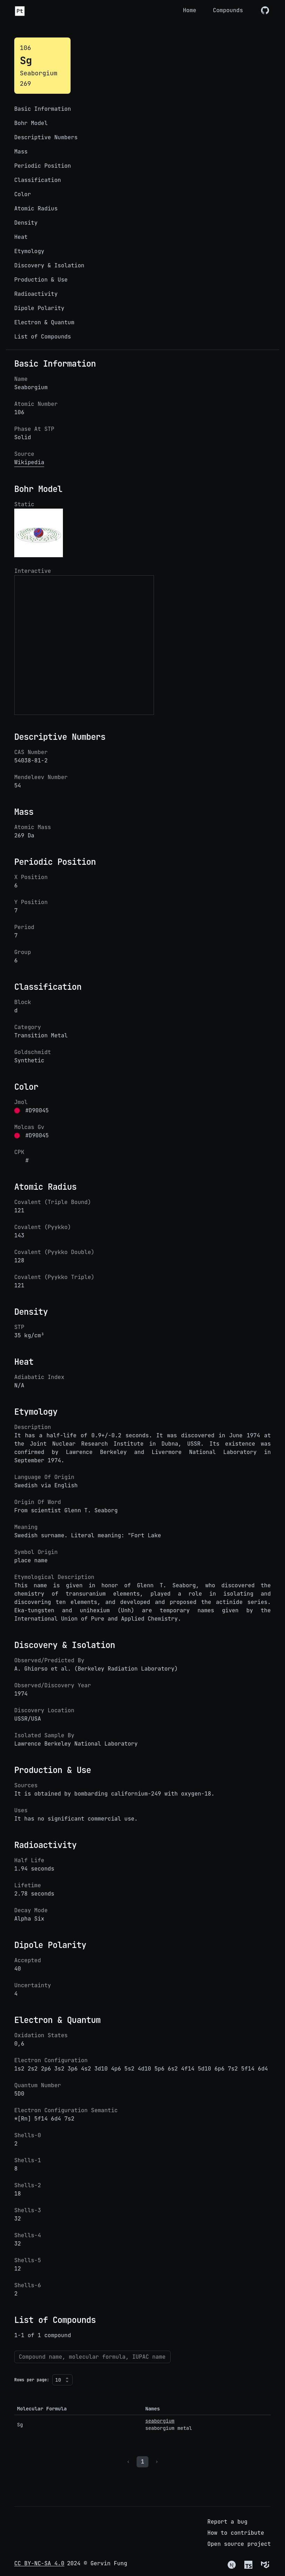 Pt
Home
Compounds
106
Sg
Seaborgium
269
Basic Information
Bohr Model
Descriptive Numbers
Mass
Periodic Position
Classification
Color
Atomic Radius
Density
Heat
Etymology
Discovery & Isolation
Production & Use
Radioactivity
Dipole Polarity
Electron & Quantum
List of Compounds
Basic Information
Name
Seaborgium
Atomic Number
106
Phase At STP
Solid
Source
Wikipedia
Bohr Model
Static
Interactive
Descriptive Numbers
CAS Number
54038-81-2
Mendeleev Number
54
Mass
Atomic Mass
269 Da
Periodic Position
X Position
6
Y Position
7
Period
7
Group
6
Classification
Block
d
Category
Transition Metal
Goldschmidt
Synthetic
Color
Jmol
#D90045
Molcas Gv
#D90045
CPK
#
Atomic Radius
Covalent (Triple Bound)
121
Covalent (Pyykko)
143
Covalent (Pyykko Double)
128
Covalent (Pyykko Triple)
121
Density
STP
35 kg/cm³
Heat
Adiabatic Index
N/A
Etymology
Description
It has a half-life of 0.9+/-0.2 seconds. It was discovered in June 1974 at
the Joint Nuclear Research Institute in Dubna, USSR. Its existence was
confirmed by Lawrence Berkeley and Livermore National Laboratory in
September 1974.
Language Of Origin
Swedish via English
Origin Of Word
From scientist Glenn T. Seaborg
Meaning
Swedish surname. Literal meaning: "Fort Lake
Symbol Origin
place name
Etymological Description
This name is given in honor of Glenn T. Seaborg, who discovered the
chemistry of transuranium elements, played a role in isolating and
discovering ten elements, and developed and proposed the actinide series.
Eka-tungsten and unihexium (Unh) are temporary names given by the
International Union of Pure and Applied Chemistry.
Discovery & Isolation
Observed/Predicted By
A. Ghiorso et al. (Berkeley Radiation Laboratory)
Observed/Discovery Year
1974
Discovery Location
USSR/USA
Isolated Sample By
Lawrence Berkeley National Laboratory
Production & Use
Sources
It is obtained by bombarding californium-249 with oxygen-18.
Uses
It has no significant commercial use.
Radioactivity
Half Life
1.94 seconds
Lifetime
2.78 seconds
Decay Mode
Alpha Six
Dipole Polarity
Accepted
40
Uncertainty
4
Electron & Quantum
Oxidation States
0,6
Electron Configuration
1s2 2s2 2p6 3s2 3p6 4s2 3d10 4p6 5s2 4d10 5p6 6s2 4f14 5d10 6p6 7s2 5f14 6d4
Quantum Number
5D0
Electron Configuration Semantic
*[Rn] 5f14 6d4 7s2
Shells-0
2
Shells-1
8
Shells-2
18
Shells-3
32
Shells-4
32
Shells-5
12
Shells-6
2
List of Compounds
1-1 of 1 compound
Compound name, molecular formula, IUPAC name
Rows per page: 10
Molecular Formula Names
Sg seaborgium
seaborgium metal
1
Report a bug
How to contribute
Open source project
CC BY-NC-SA 4.0 2024 © Gervin Fung
TS